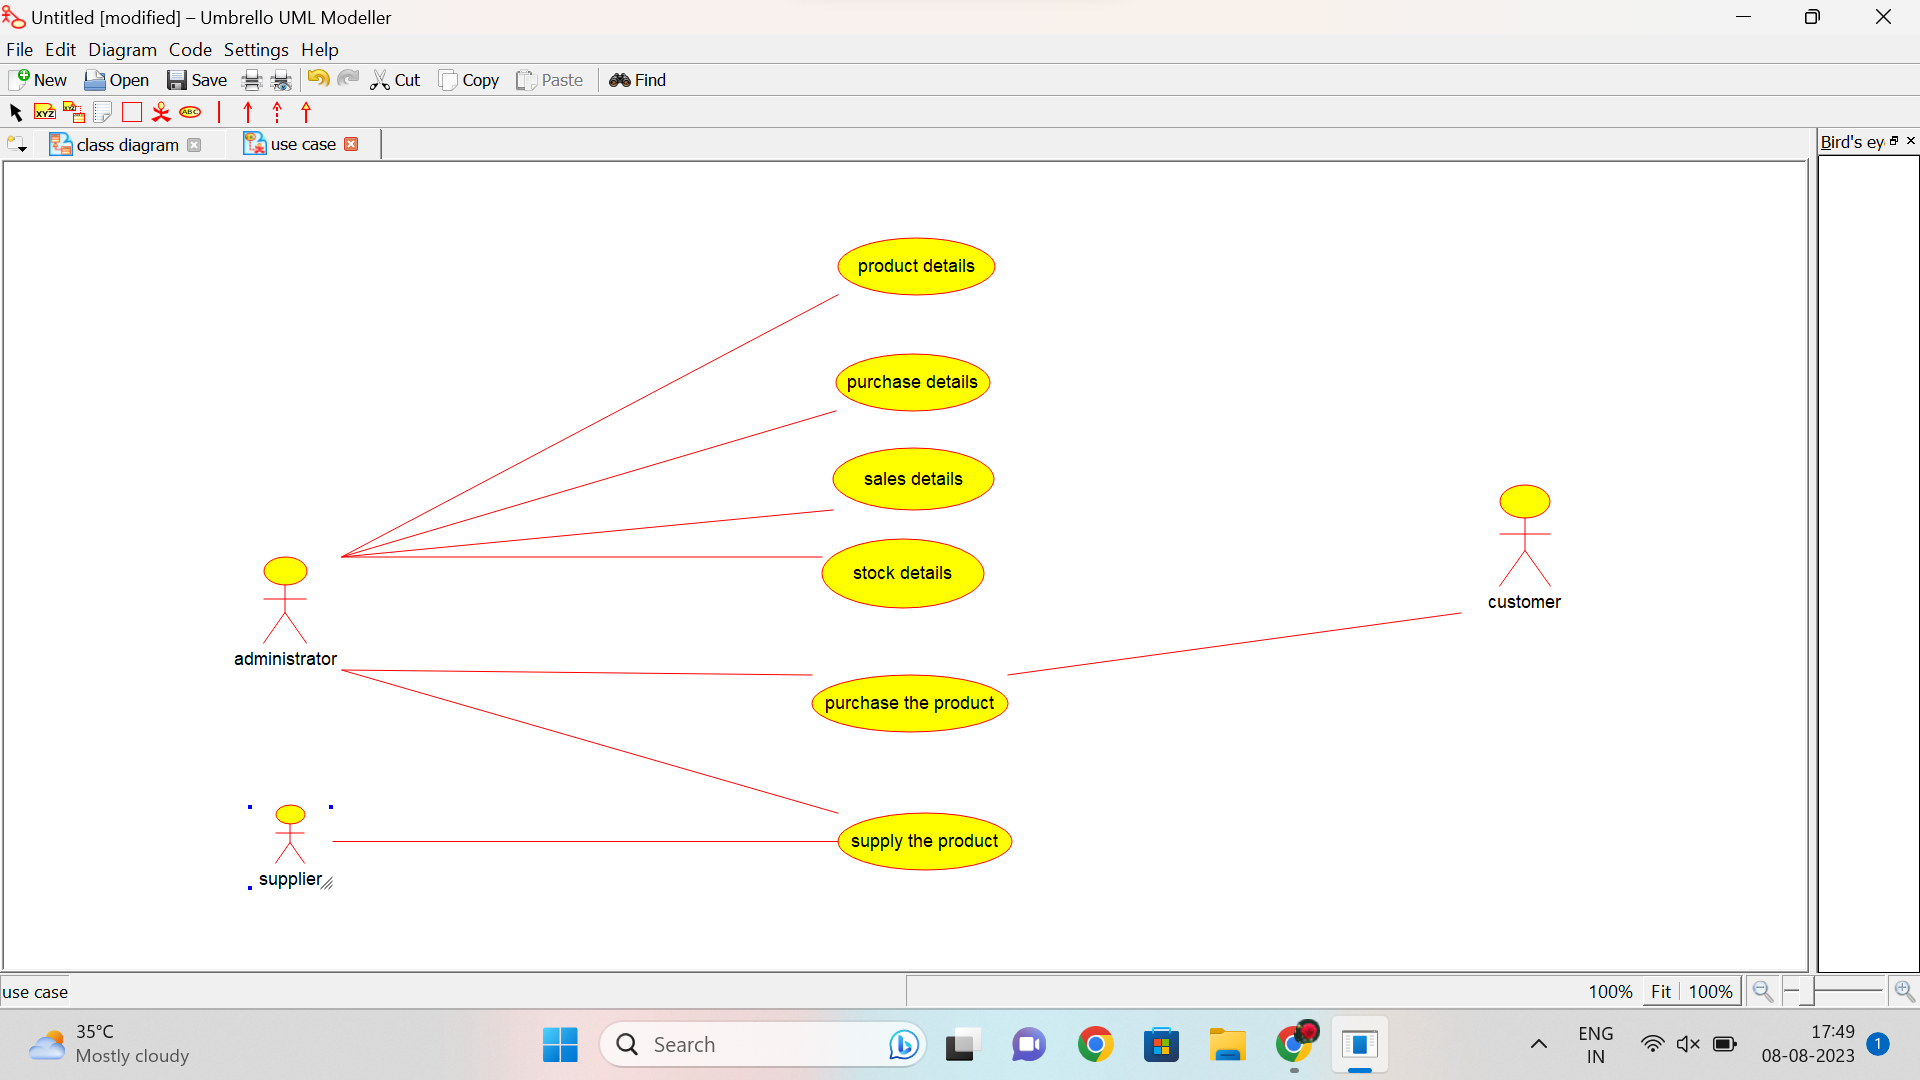 Untitled [modified] – Umbrello UML Modeller
File Edit Diagram Code Settings Help
New Open Save Cut Copy Paste Find
XYZ XYZ ABC
class diagram use case
Bird's ey
product details
purchase details
sales details
stock details
customer
administrator
purchase the product
supply the product
supplier
use case 100% Fit 100%
35°C
Mostly cloudy
Search
ENG
IN
17:49
08-08-2023
1